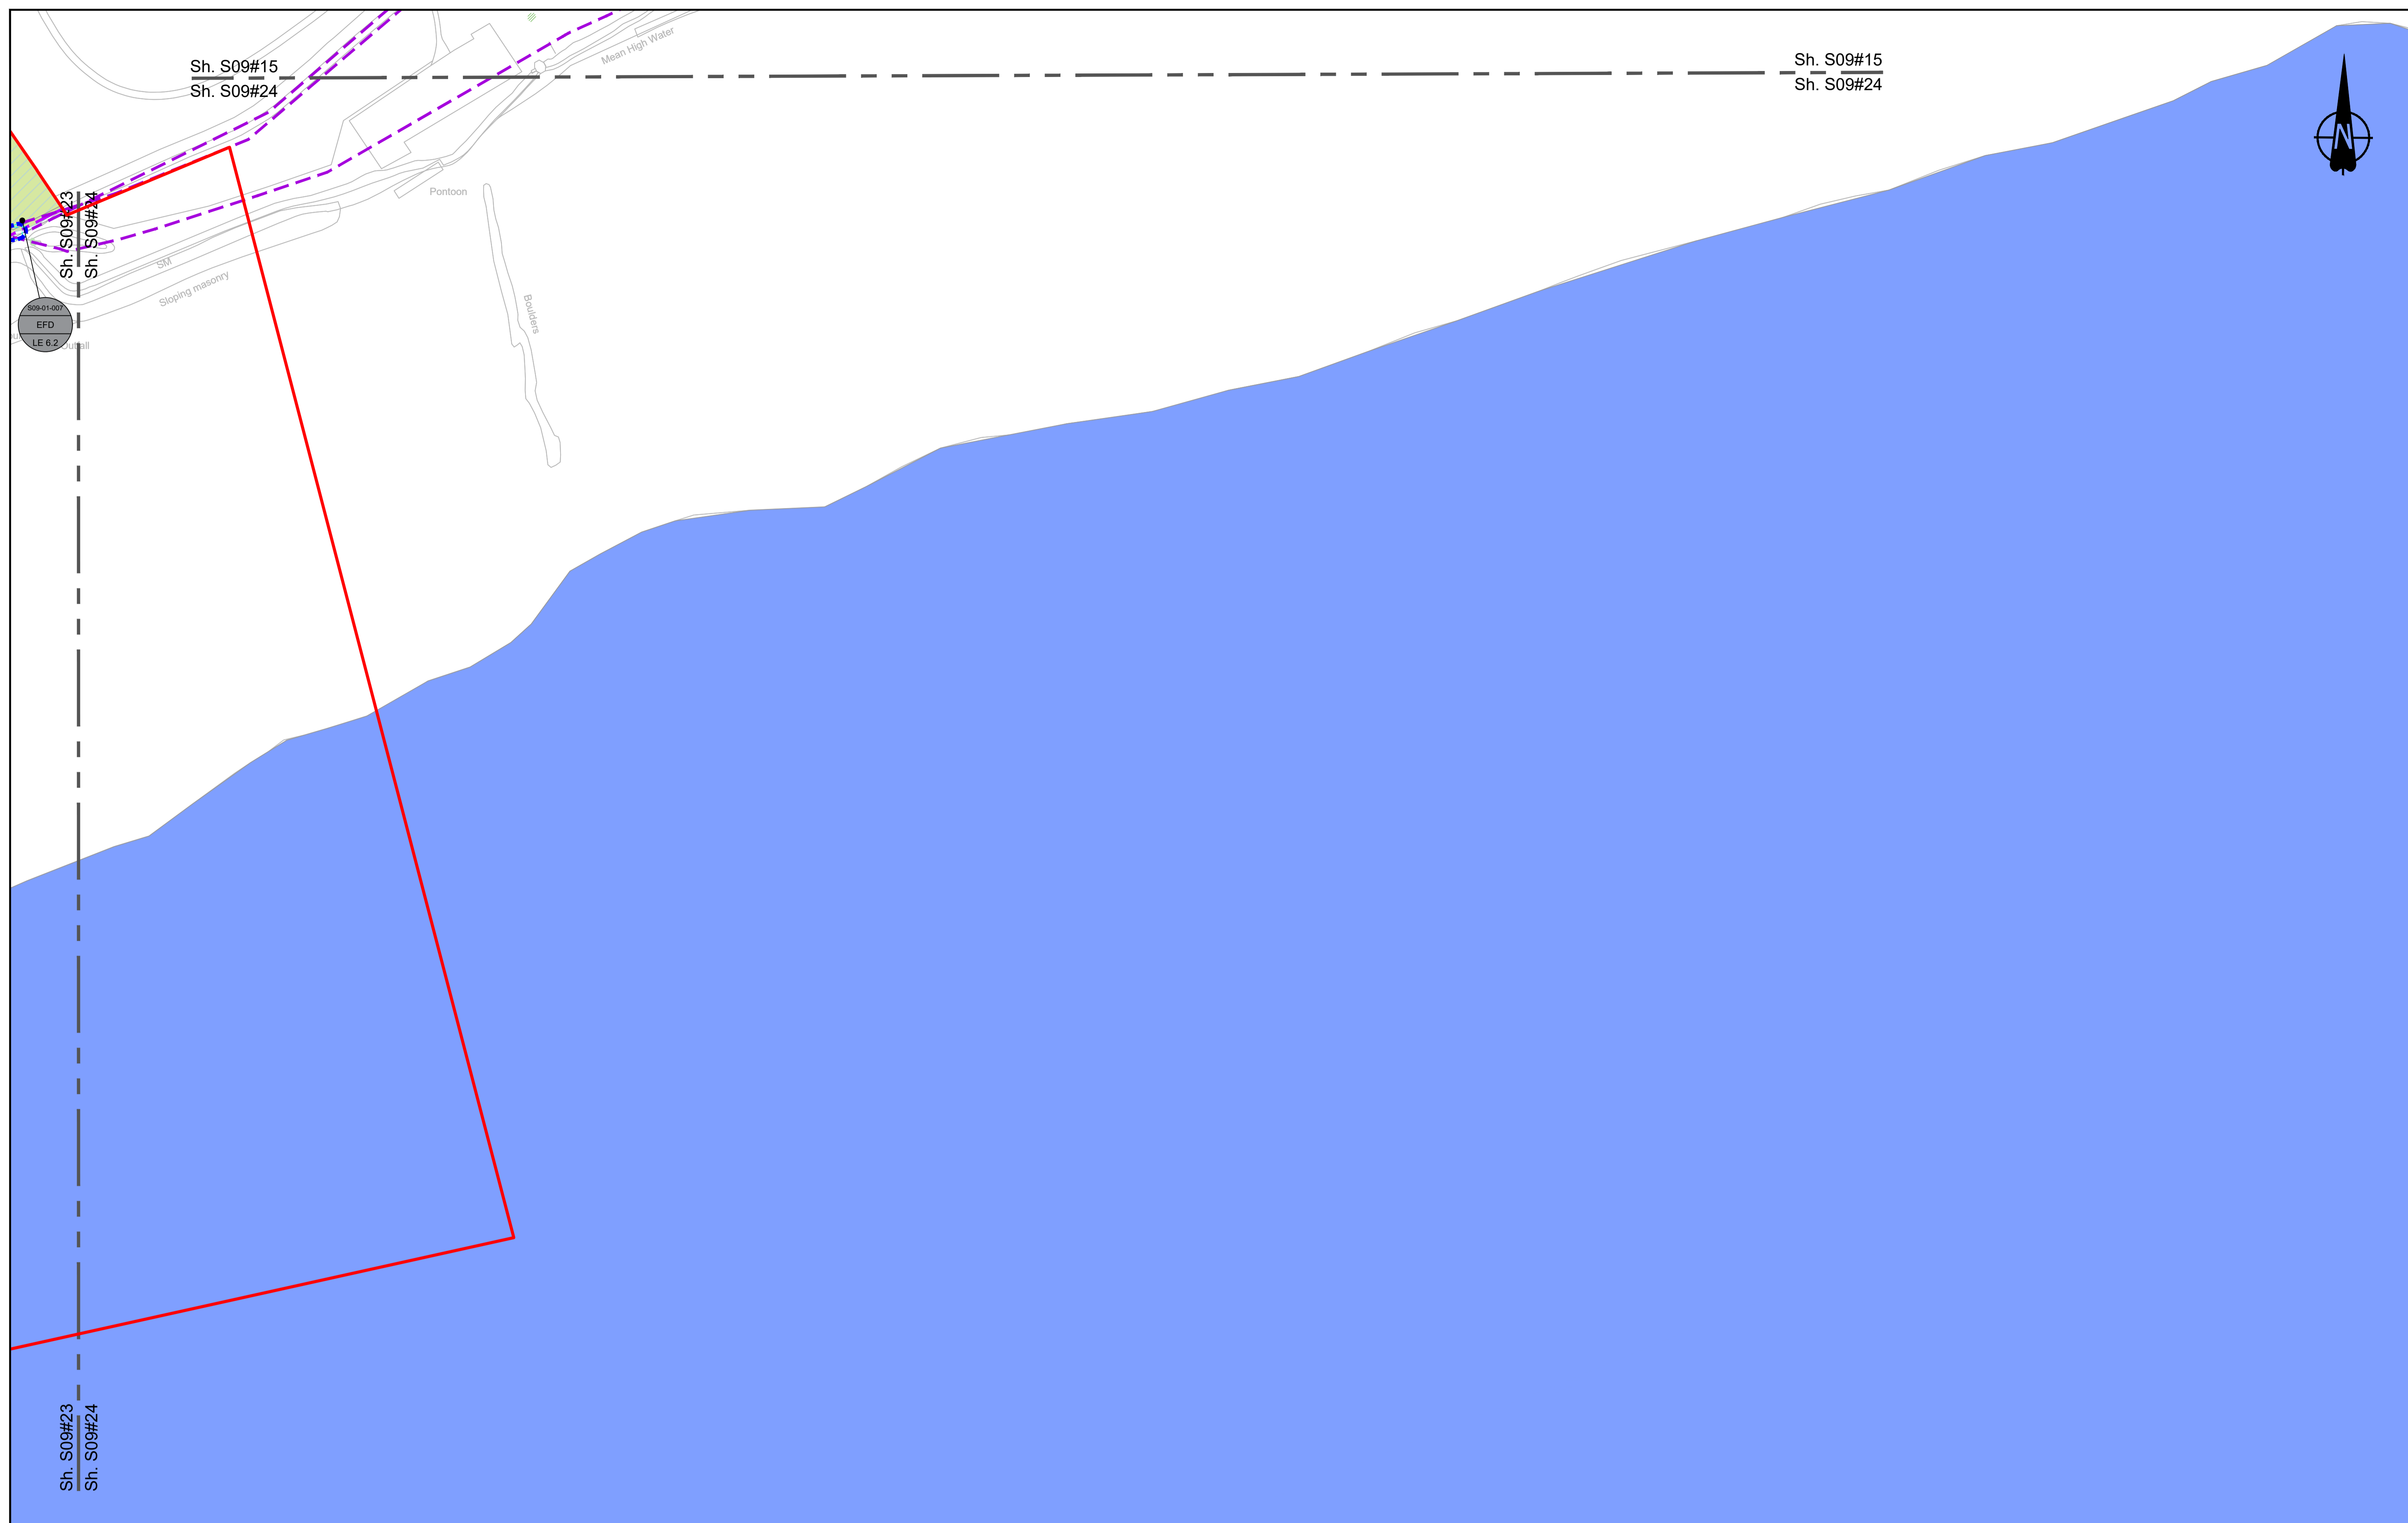 Mean High Water
Sh. S09#15
Sh. S09#24
Sh. S09#15
Sh. S09#24
N
Sh. S09#23
Sh. S09#24
Pontoon
SM
Sloping masonry
Boulders
S09-01-007
EFD
LE 6.2
Sh. S09#23
Sh. S09#24